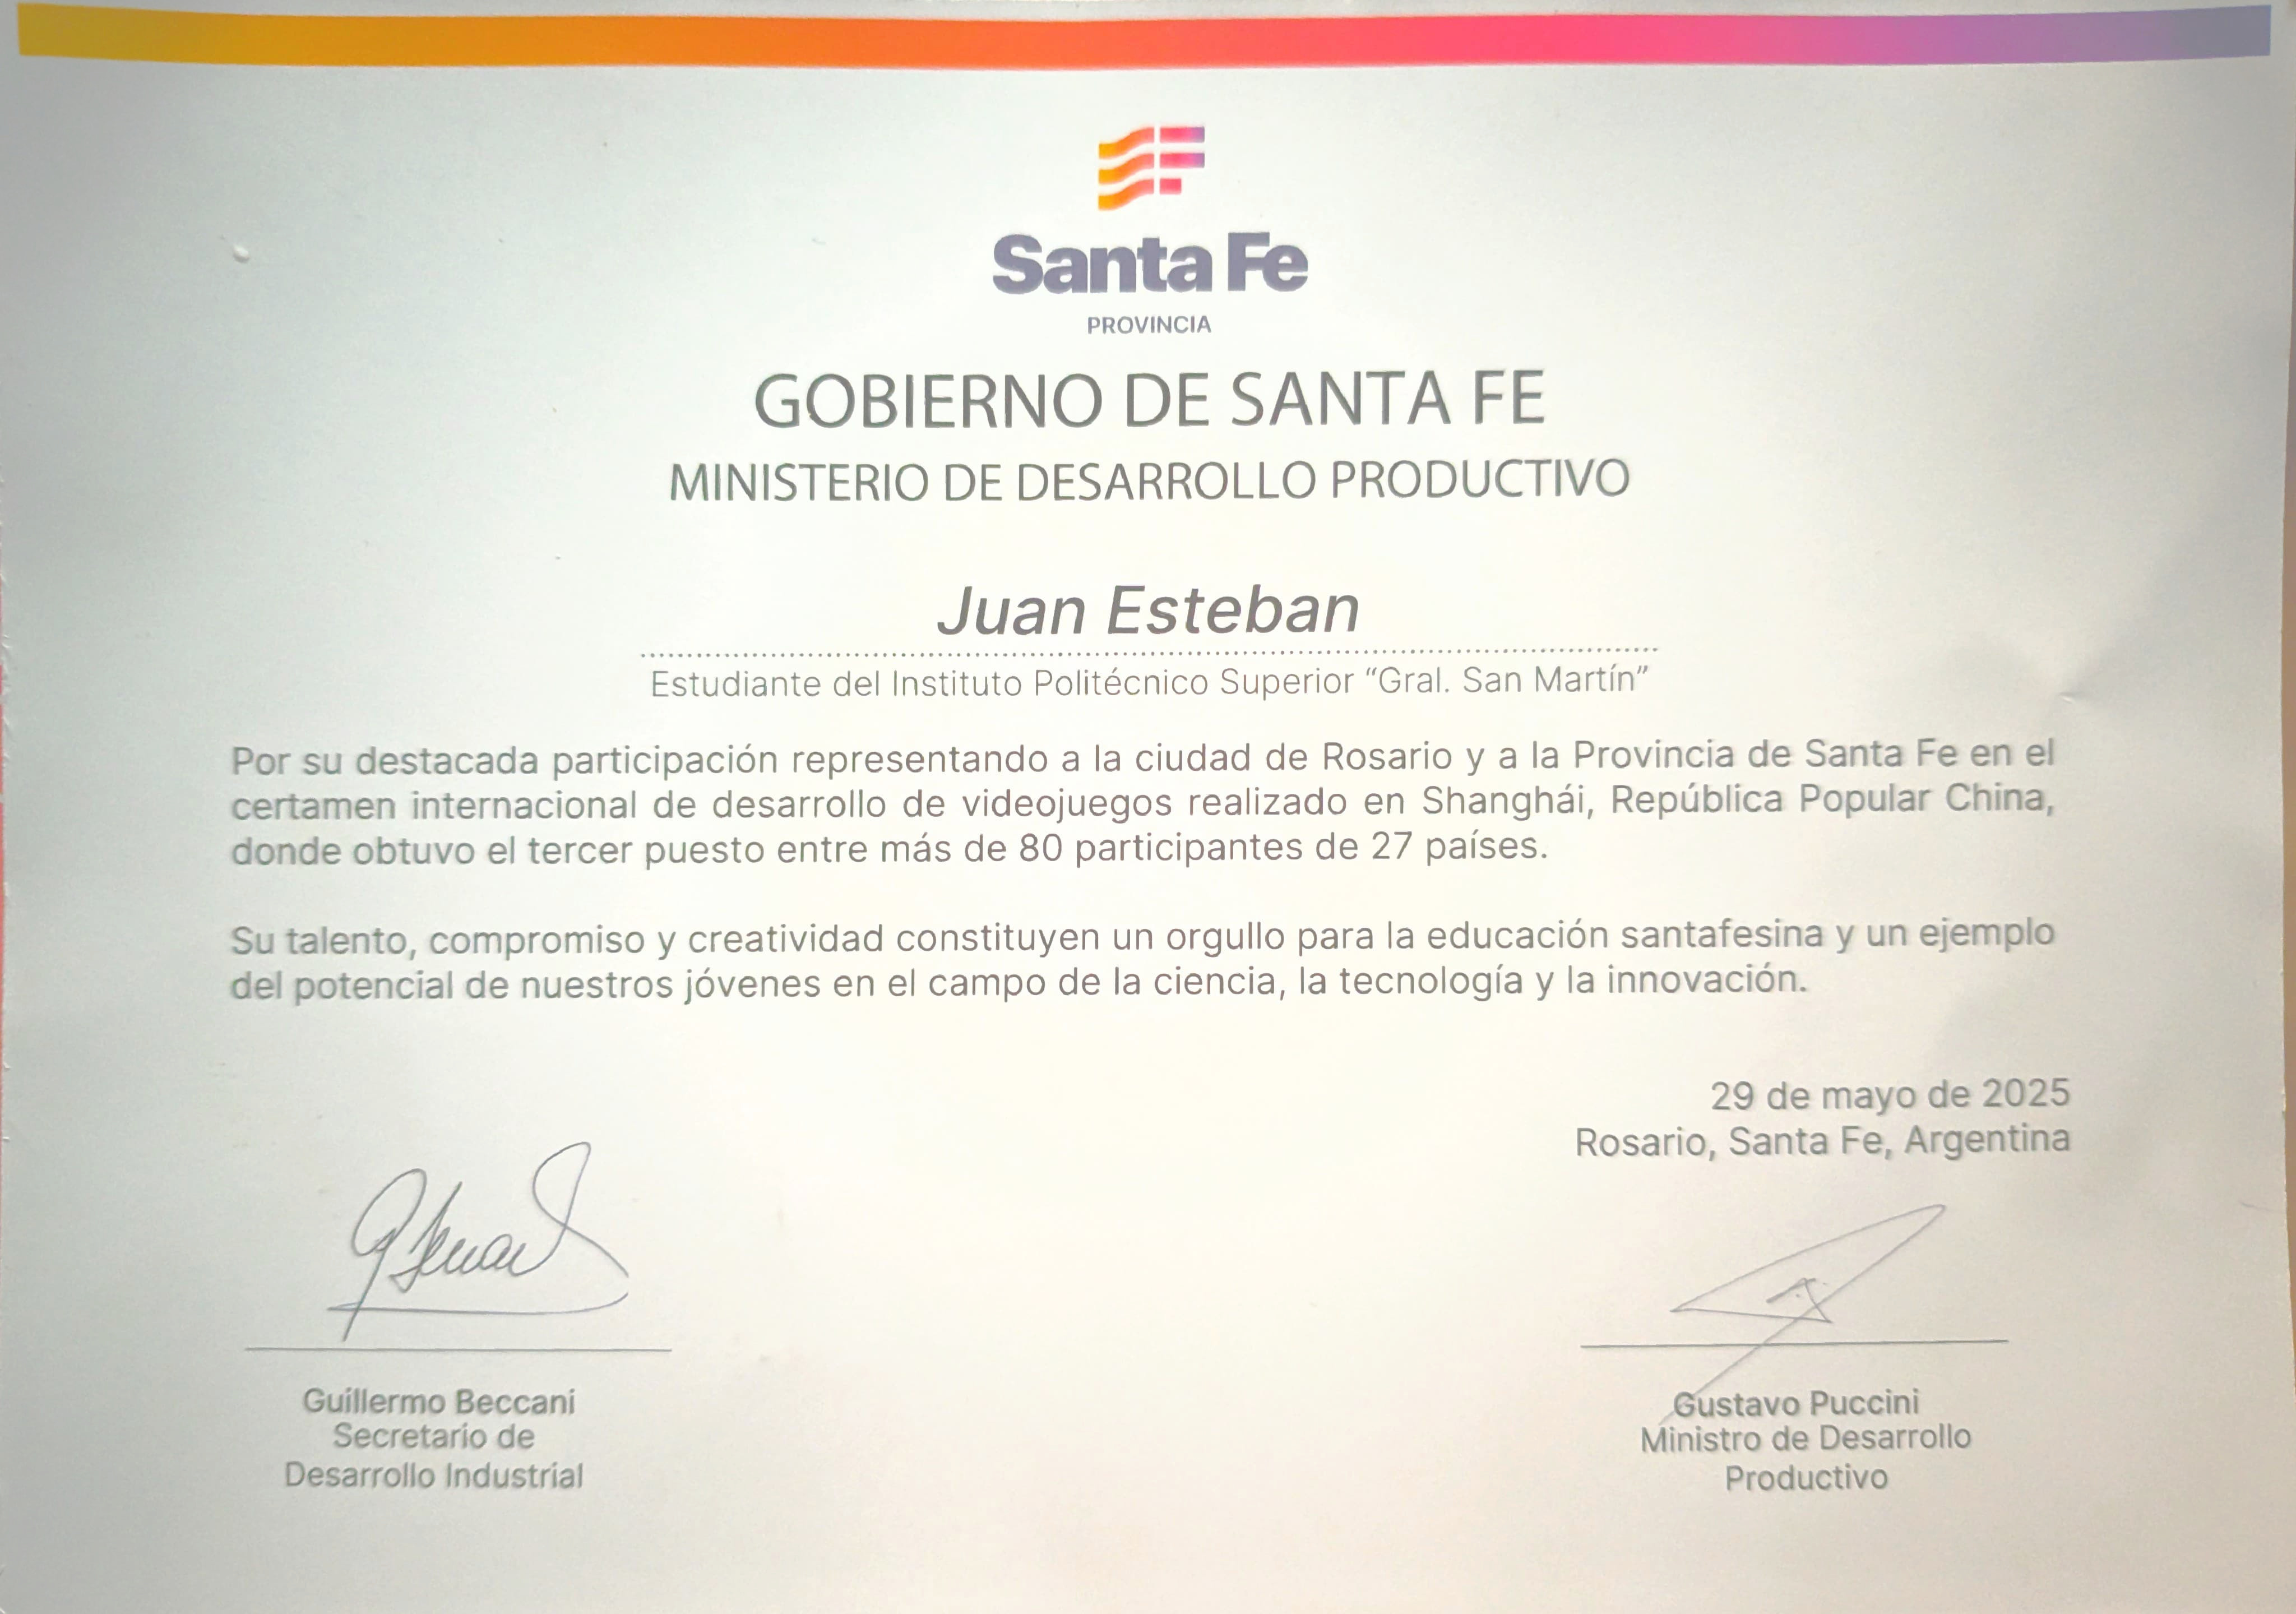 Santa Fe
PROVINCIA
GOBIERNO DE SANTA FE
MINISTERIO DE DESARROLLO PRODUCTIVO
Juan Esteban
Estudiante del Instituto Politécnico Superior “Gral. San Martín”
Por su destacada participación representando a la ciudad de Rosario y a la Provincia de Santa Fe en el
certamen internacional de desarrollo de videojuegos realizado en Shanghái, República Popular China,
donde obtuvo el tercer puesto entre más de 80 participantes de 27 países.
Su talento, compromiso y creatividad constituyen un orgullo para la educación santafesina y un ejemplo
del potencial de nuestros jóvenes en el campo de la ciencia, la tecnología y la innovación.
29 de mayo de 2025
Rosario, Santa Fe, Argentina
Guillermo Beccani
Secretario de
Desarrollo Industrial
Gustavo Puccini
Ministro de Desarrollo
Productivo